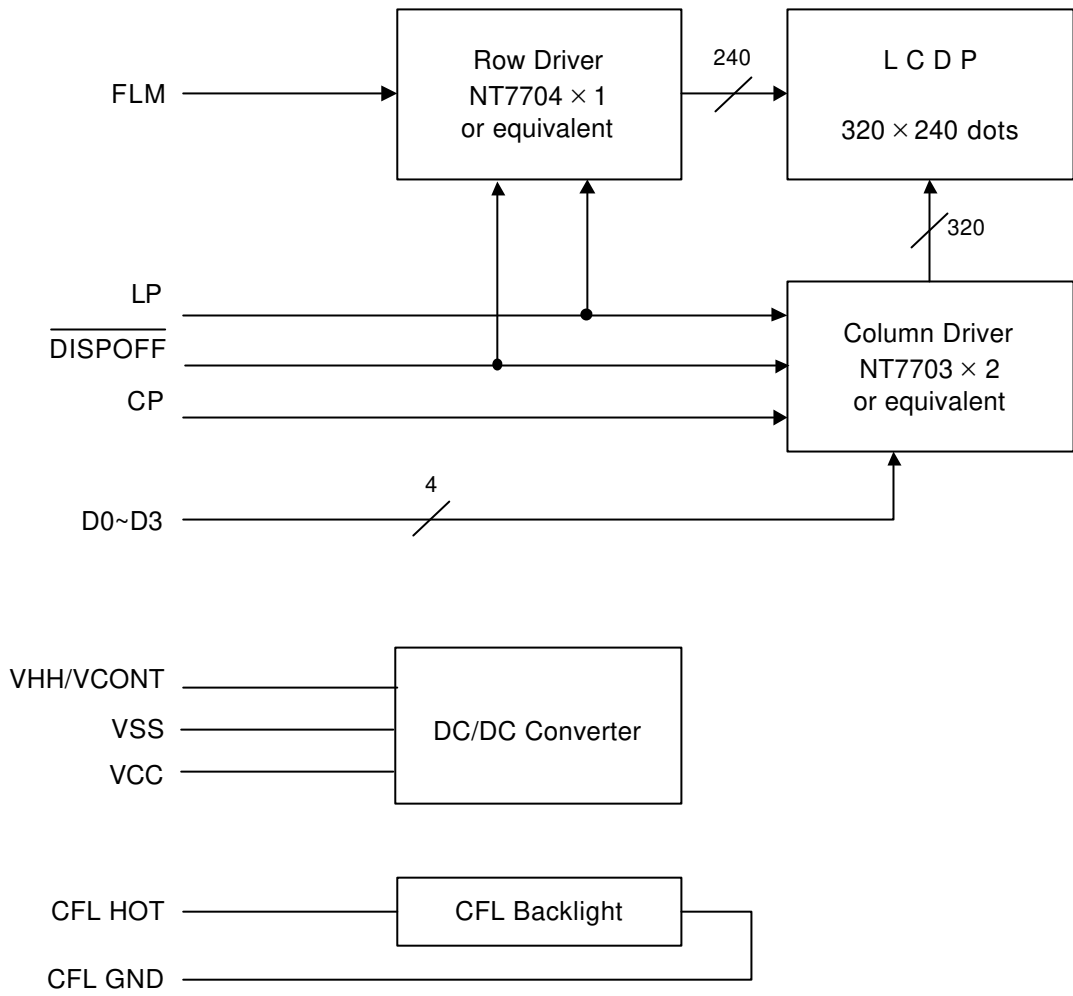 FLM
Row Driver
NT7704 × 1
or equivalent
240
L C D P
320 × 240 dots
320
LP
DISPOFF
CP
Column Driver
NT7703 × 2
or equivalent
4
D0~D3
VHH/VCONT
VSS
VCC
DC/DC Converter
CFL HOT
CFL Backlight
CFL GND